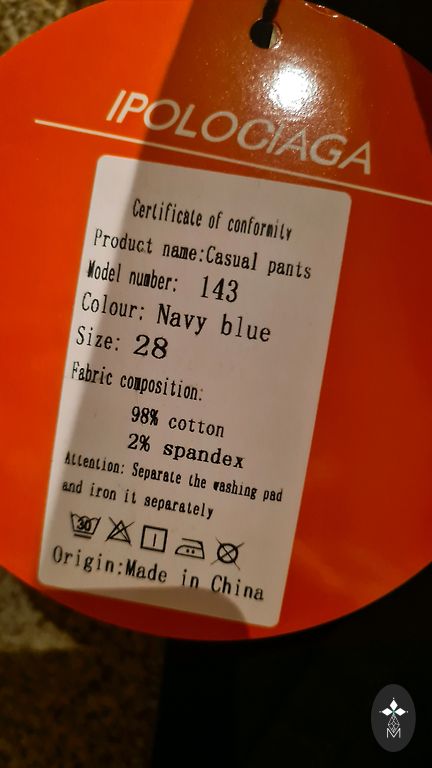 IPOLOCIAGA
Certificate of conformity
Product name:Casual pants
Model number: 143
Colour: Navy blue
Size: 28
Fabric composition:
98% cotton
2% spandex
Attention: Separate the washing pad
and iron it separately
30
Origin:Made in China
M